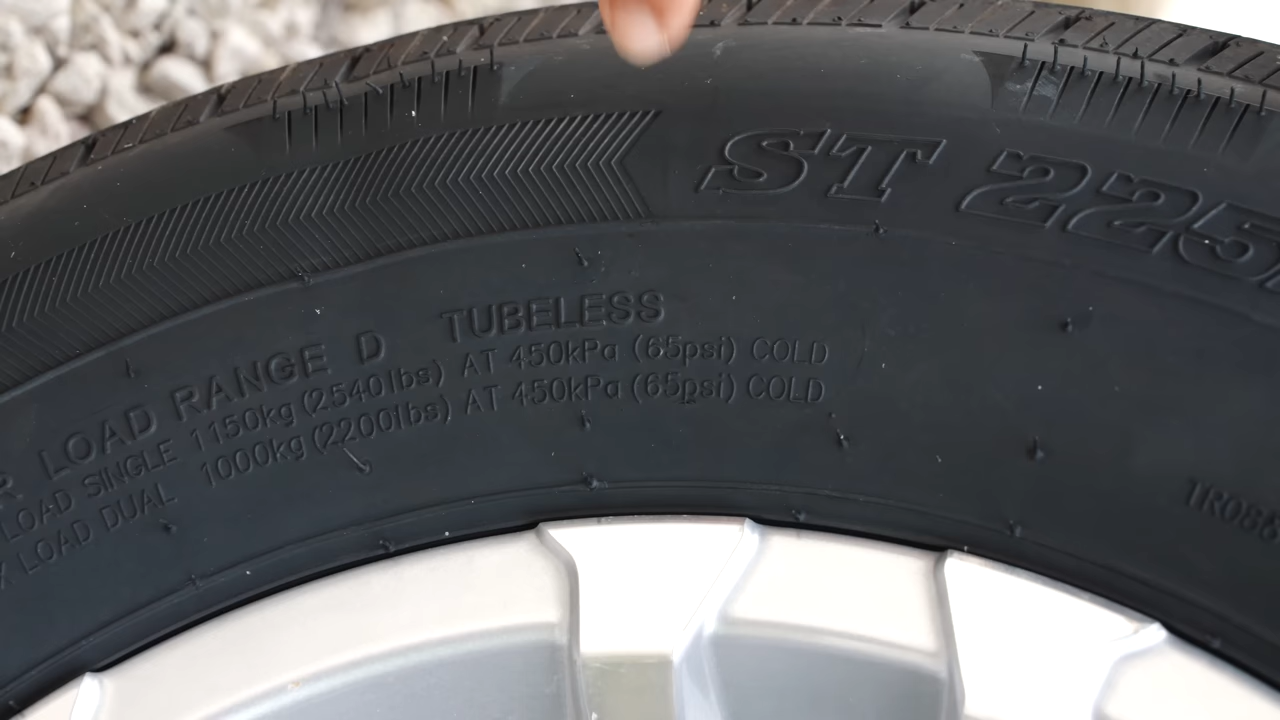 ST 225
LOAD RANGE D TUBELESS
LOAD SINGLE 1150kg (2540lbs) AT 450kPa (65psi) COLD
LOAD DUAL 1000kg (2200lbs) AT 450kPa (65psi) COLD